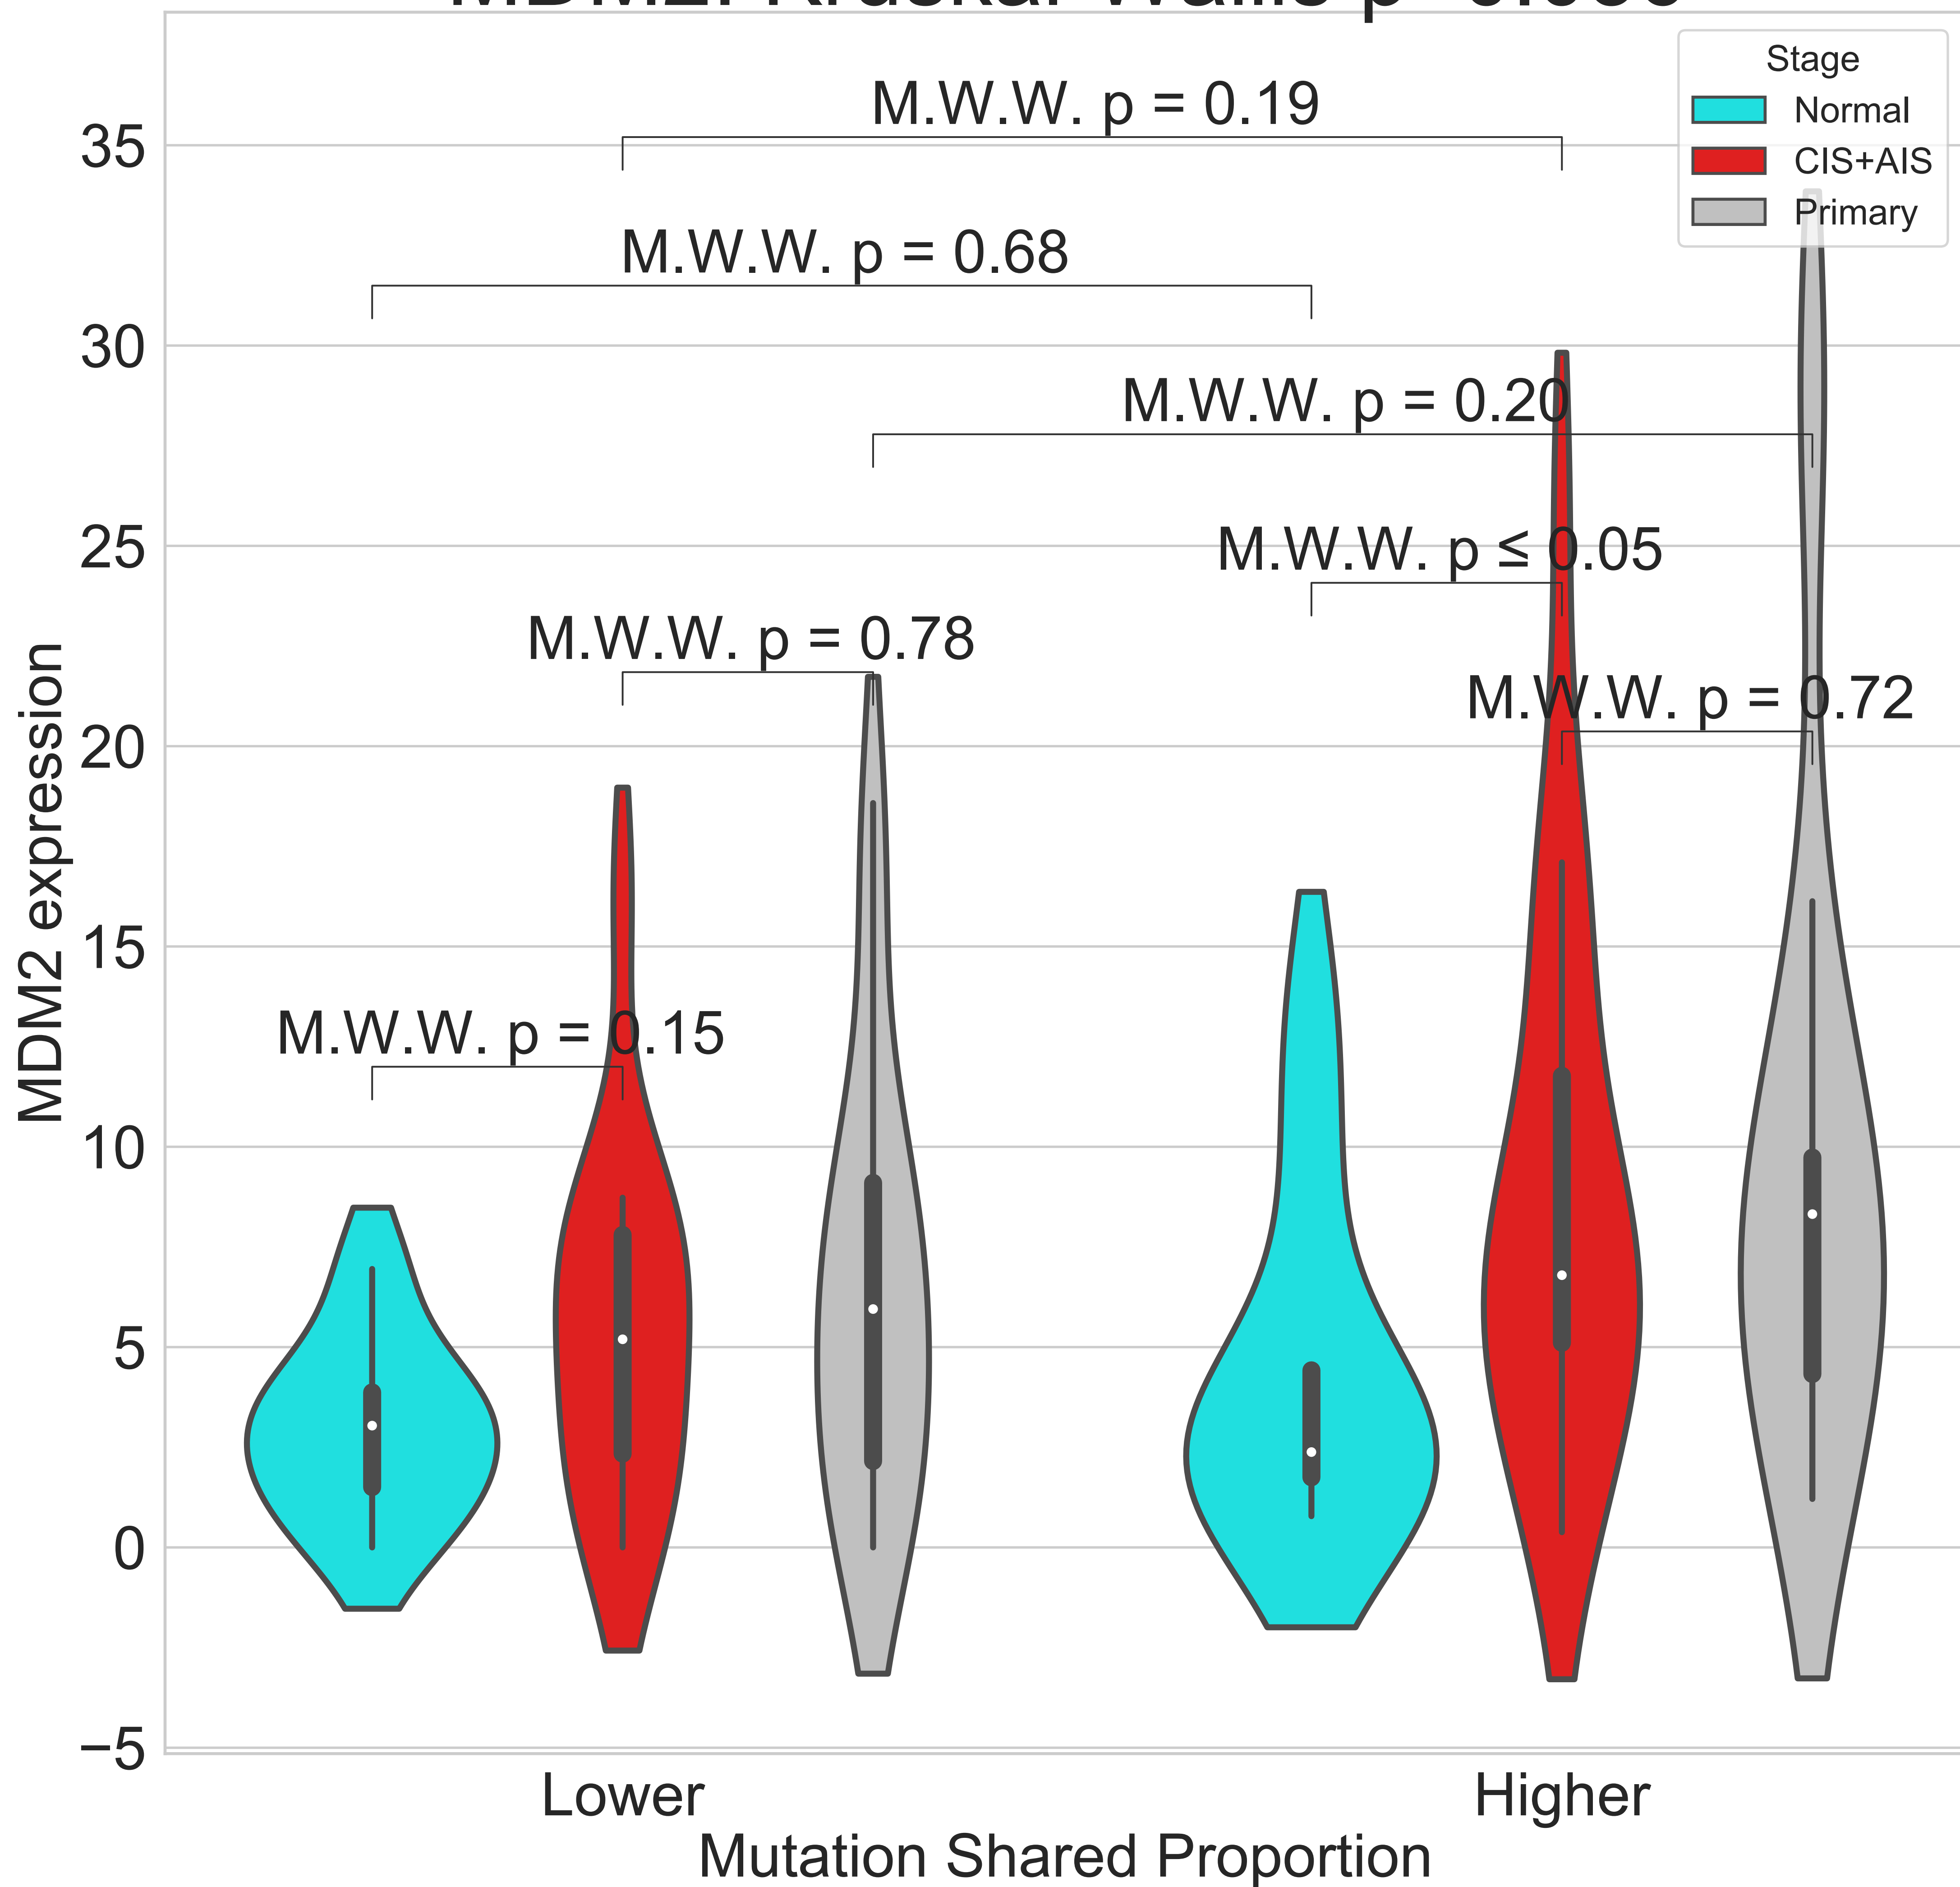 Stage
Normal
CIS+AIS
Primary
M.W.W. p = 0.19
M.W.W. p = 0.68
M.W.W. p = 0.20
M.W.W. p ≤ 0.05
M.W.W. p = 0.78
M.W.W. p = 0.72
M.W.W. p = 0.15
35
30
25
20
15
10
5
0
−5
MDM2 expression
Lower
Higher
Mutation Shared Proportion